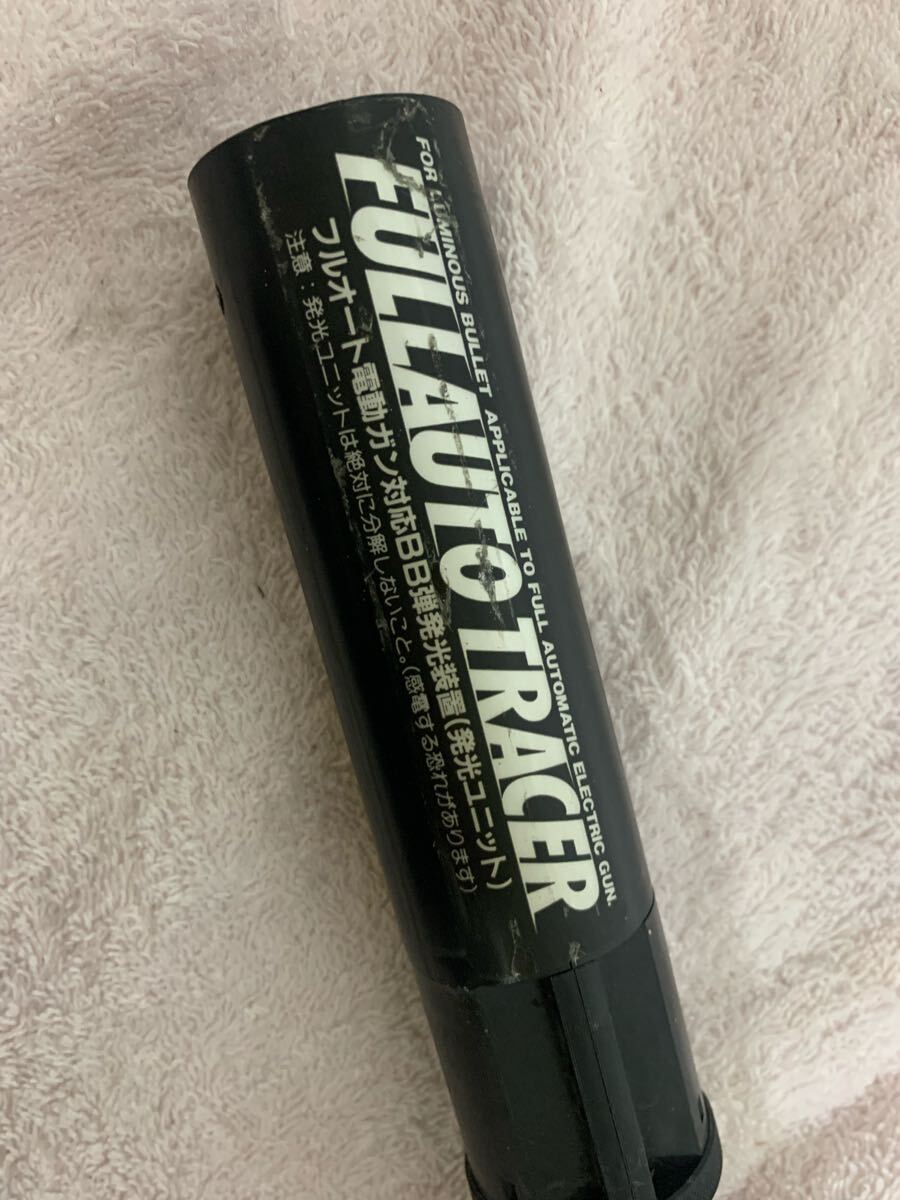 FOR LUMINOUS BULLET APPLICABLE TO FULL AUTOMATIC ELECTRIC GUN.
FULL AUTO TRACER
フルオート電動ガン対応BB弾発光装置(発光ユニット)
注意:発光ユニットは絶対に分解しないこと。(感電する恐れがあります)